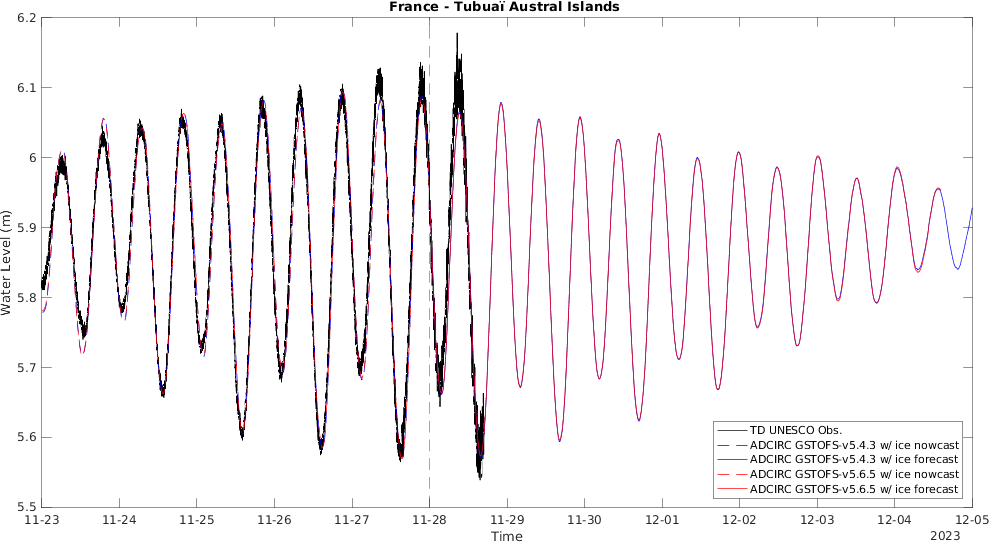 France - Tubuaï Austral Islands
6.2
6.1
6
5.9
5.8
5.7
5.6
5.5
Water Level (m)
TD UNESCO Obs.
ADCIRC GSTOFS-v5.4.3 w/ ice nowcast
ADCIRC GSTOFS-v5.4.3 w/ ice forecast
ADCIRC GSTOFS-v5.6.5 w/ ice nowcast
ADCIRC GSTOFS-v5.6.5 w/ ice forecast
11-23 11-24 11-25 11-26 11-27 11-28 11-29 11-30 12-01 12-02 12-03 12-04 12-05
Time 2023